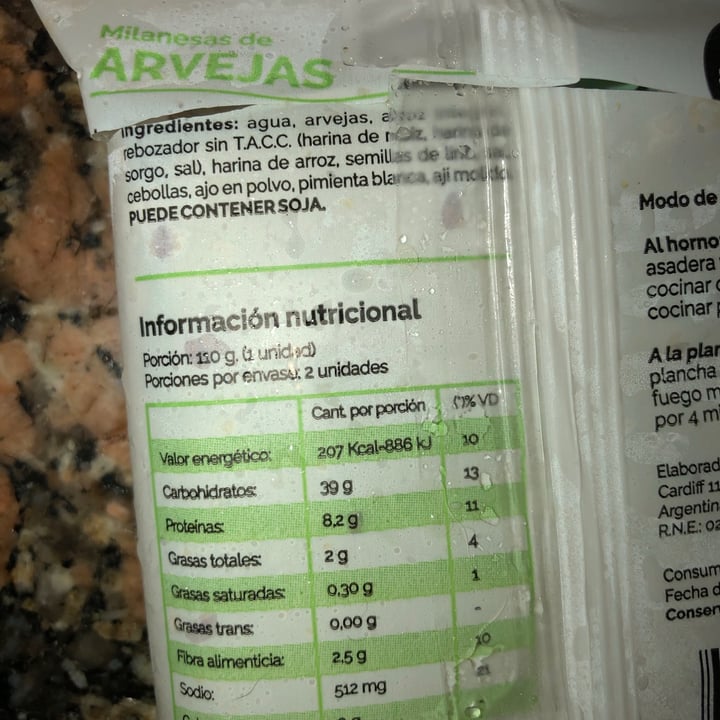 Milanesas de
ARVEJAS
Ingredientes: agua, arvejas, arroz
rebozador sin T.A.C.C. (harina de maíz, harina de
sorgo, sal), harina de arroz, semillas de lino,
cebollas, ajo en polvo, pimienta blanca, ají molido.
PUEDE CONTENER SOJA.
Información nutricional
Porción: 110 g. (1 unidad)
Porciones por envase: 2 unidades
Cant. por porción (*)% VD
Valor energético: 207 Kcal-886 kJ 10
Carbohidratos: 39 g 13
Proteínas: 8,2 g 11
Grasas totales: 2 g 4
Grasas saturadas: 0,30 g 1
Grasas trans: 0,00 g -
Fibra alimenticia: 2,5 g 10
Sodio: 512 mg 21
Modo de
Al horno
asadera
cocinar
cocinar
A la plan
plancha
fuego m
por 4 m
Elaborad
Cardiff 11
Argentin
R.N.E.: 02
Consum
Fecha d
Conser